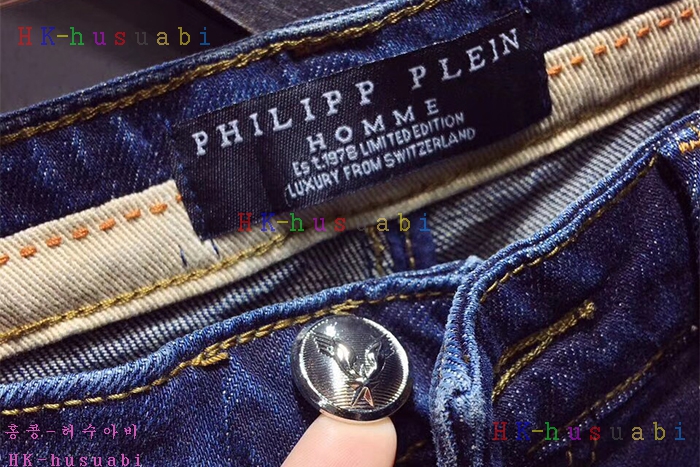 HK-husuabi
PHILIPP PLEIN
HOMME
Est.1978 LIMITED EDITION
LUXURY FROM SWITZERLAND
HK-husuabi
홍콩-허수아비
HK-husuabi
HK-husuabi